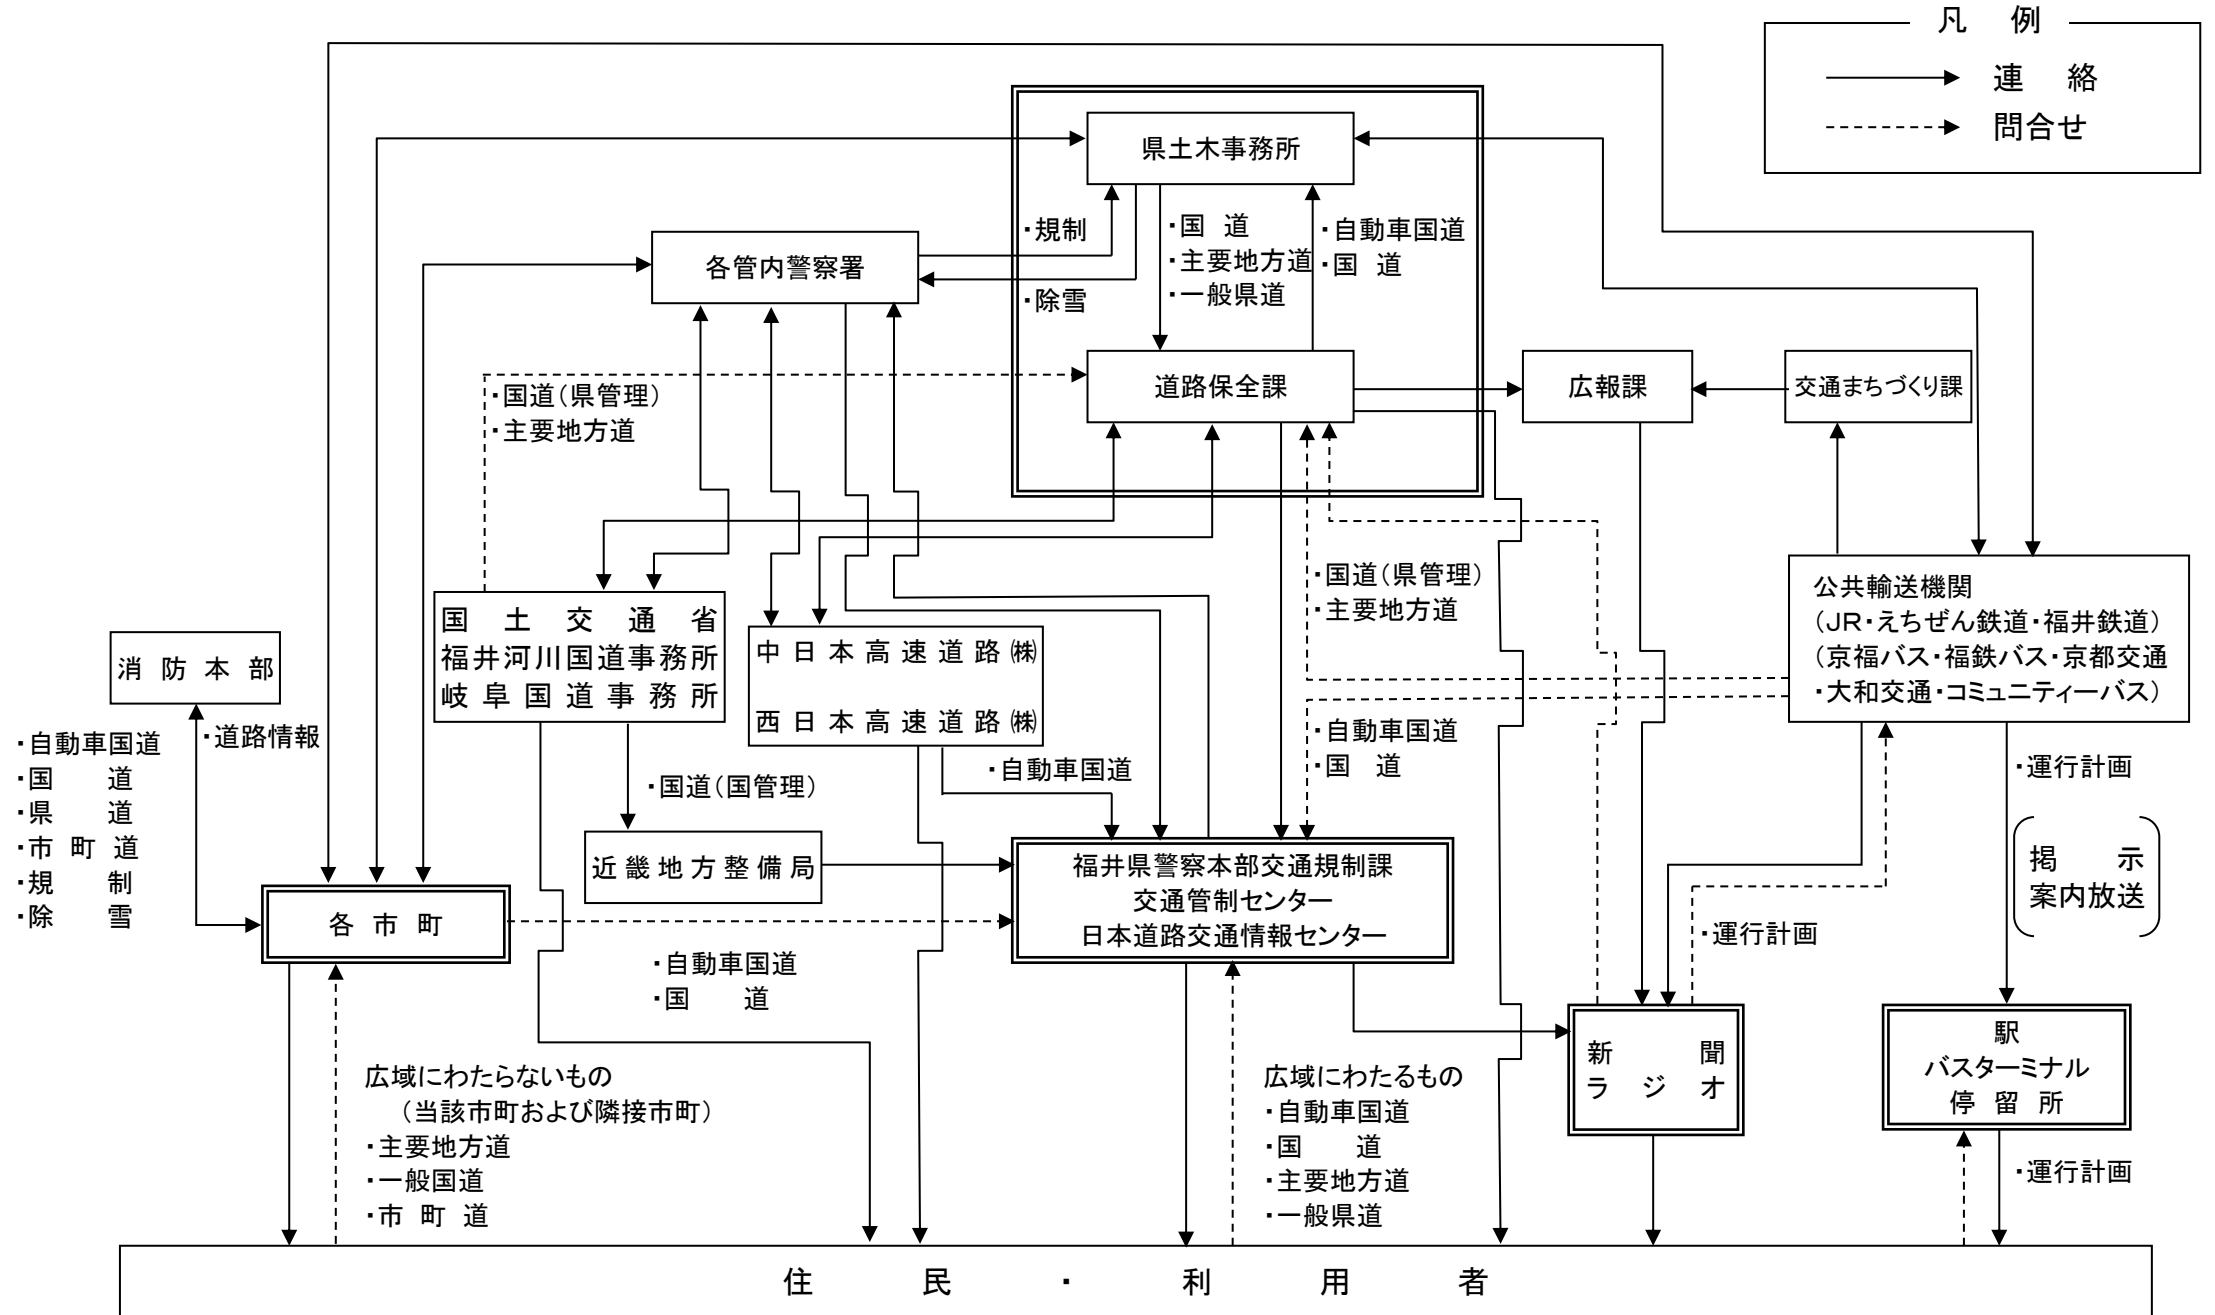 凡　例
連　絡
問合せ
県土木事務所
・規制
・除雪
・国　道
・主要地方道
・一般県道
・自動車国道
・国　道
各管内警察署
道路保全課
広報課
交通まちづくり課
・国道（県管理）
・主要地方道
公共輸送機関
（ＪＲ・えちぜん鉄道・福井鉄道）
（京福バス・福鉄バス・京都交通
・大和交通・コミュニティーバス）
・国道（県管理）
・主要地方道
・自動車国道
・国　道
国土交通省
福井河川国道事務所
岐阜国道事務所
中日本高速道路㈱
西日本高速道路㈱
消防本部
・道路情報
・自動車国道
・国　　道
・県　　道
・市　町　道
・規　　制
・除　　雪
・国道（国管理）
・自動車国道
・運行計画
掲　　示
案内放送
近畿地方整備局
福井県警察本部交通規制課
交通管制センター
日本道路交通情報センター
各　市　町
・自動車国道
・国　　道
・運行計画
新　　聞
ラ　ジ　オ
駅
バスターミナル
停　留　所
広域にわたらないもの
（当該市町および隣接市町）
・主要地方道
・一般国道
・市　町　道
広域にわたるもの
・自動車国道
・国　　道
・主要地方道
・一般県道
・運行計画
住　民　・　利　用　者